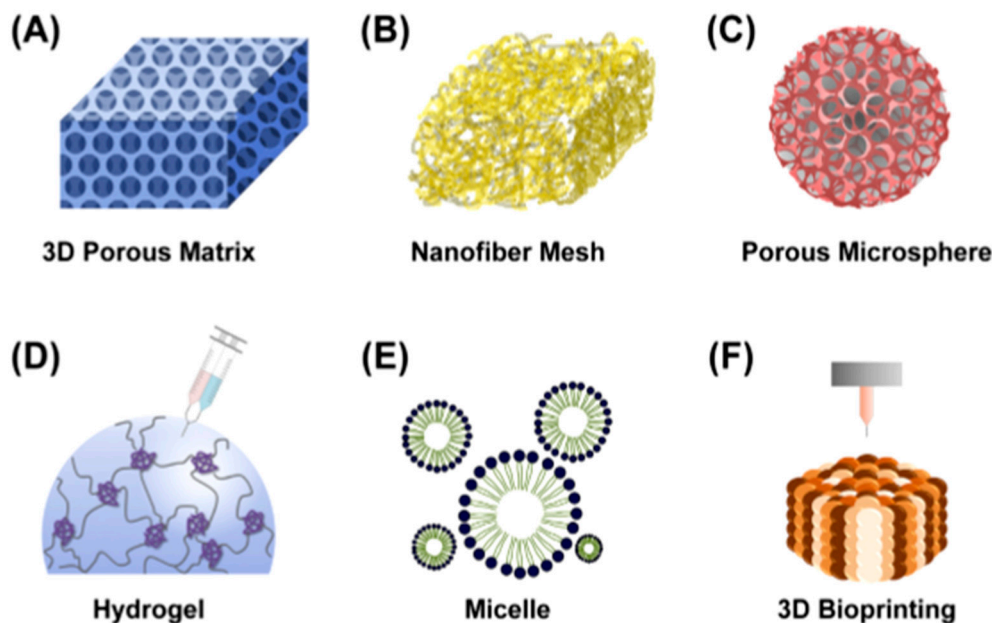 (A)
(B)
(C)
3D Porous Matrix
Nanofiber Mesh
Porous Microsphere
(D)
(E)
(F)
Hydrogel
Micelle
3D Bioprinting